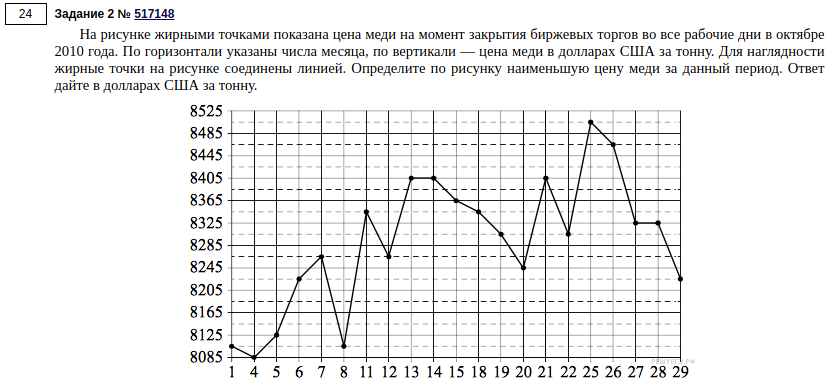 24
Задание 2 № 517148
На рисунке жирными точками показана цена меди на момент закрытия биржевых торгов во все рабочие дни в октябре
2010 года. По горизонтали указаны числа месяца, по вертикали — цена меди в долларах США за тонну. Для наглядности
жирные точки на рисунке соединены линией. Определите по рисунку наименьшую цену меди за данный период. Ответ
дайте в долларах США за тонну.
8525
8485
8445
8405
8365
8325
8285
8245
8205
8165
8125
8085
1 4 5 6 7 8 11 12 13 14 15 18 19 20 21 22 25 26 27 28 29